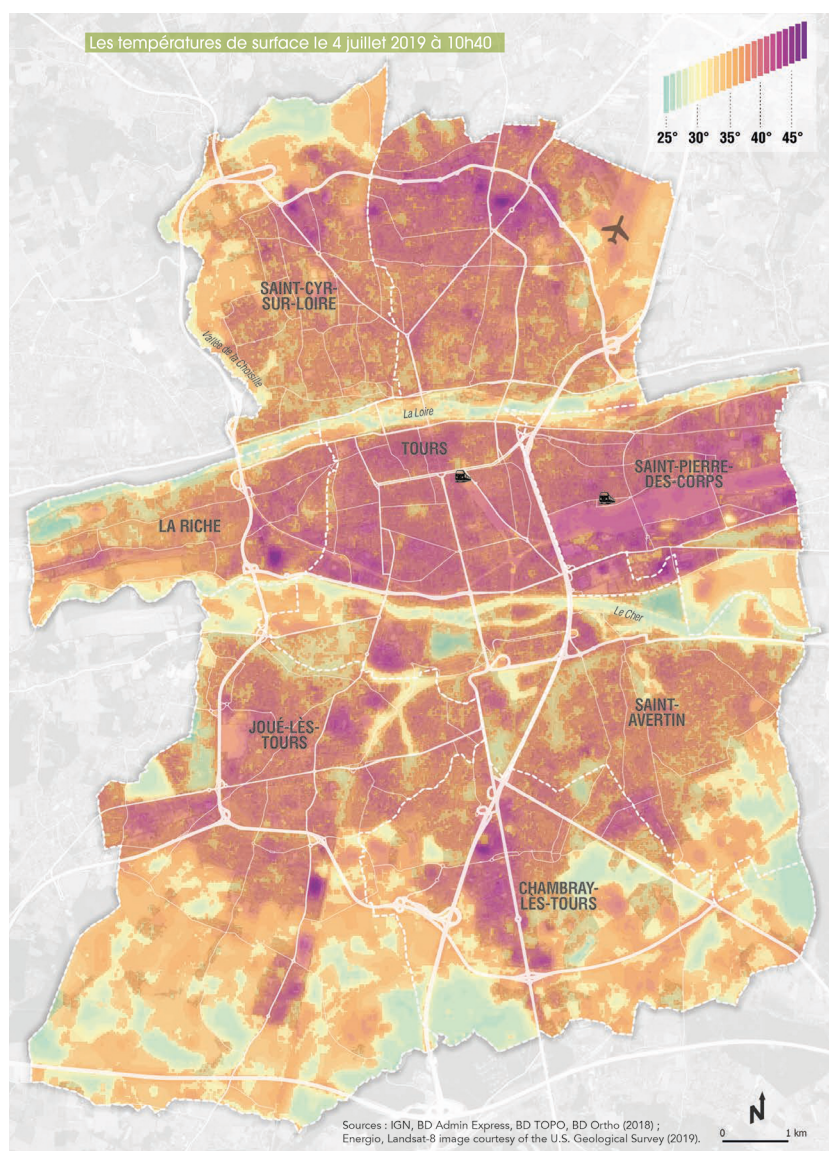 Les températures de surface le 4 juillet 2019 à 10h40
25° 30° 35° 40° 45°
SAINT-CYR-
SUR-LOIRE
Vallée de la Choisille
La Loire
TOURS
SAINT-PIERRE-
DES-CORPS
LA RICHE
Le Cher
SAINT-
AVERTIN
JOUÉ-LÈS-
TOURS
CHAMBRAY-
LÈS-TOURS
N
0 1 km
Sources : IGN, BD Admin Express, BD TOPO, BD Ortho (2018) ;
Energio, Landsat-8 image courtesy of the U.S. Geological Survey (2019).